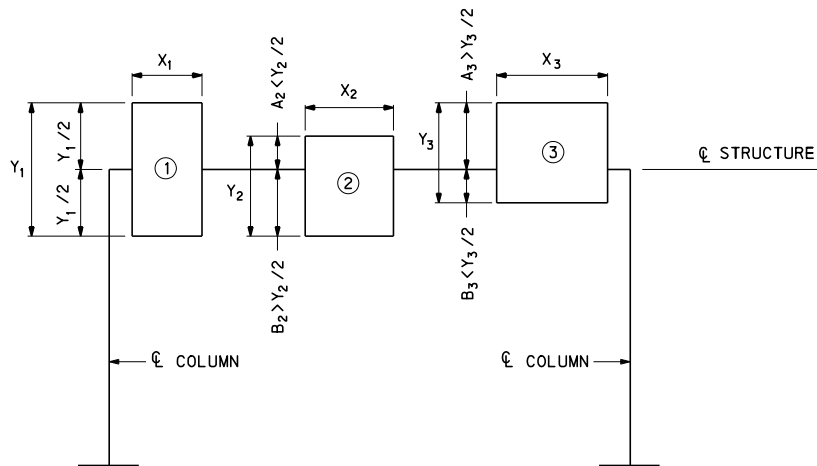 X₁
X₂
X₃
A₂<Y₂/2
A₃>Y₃/2
Y₁
Y₁/2
Y₁/2
①
Y₂
②
Y₃
③
℄ STRUCTURE
B₂>Y₂/2
B₃<Y₃/2
℄ COLUMN
℄ COLUMN